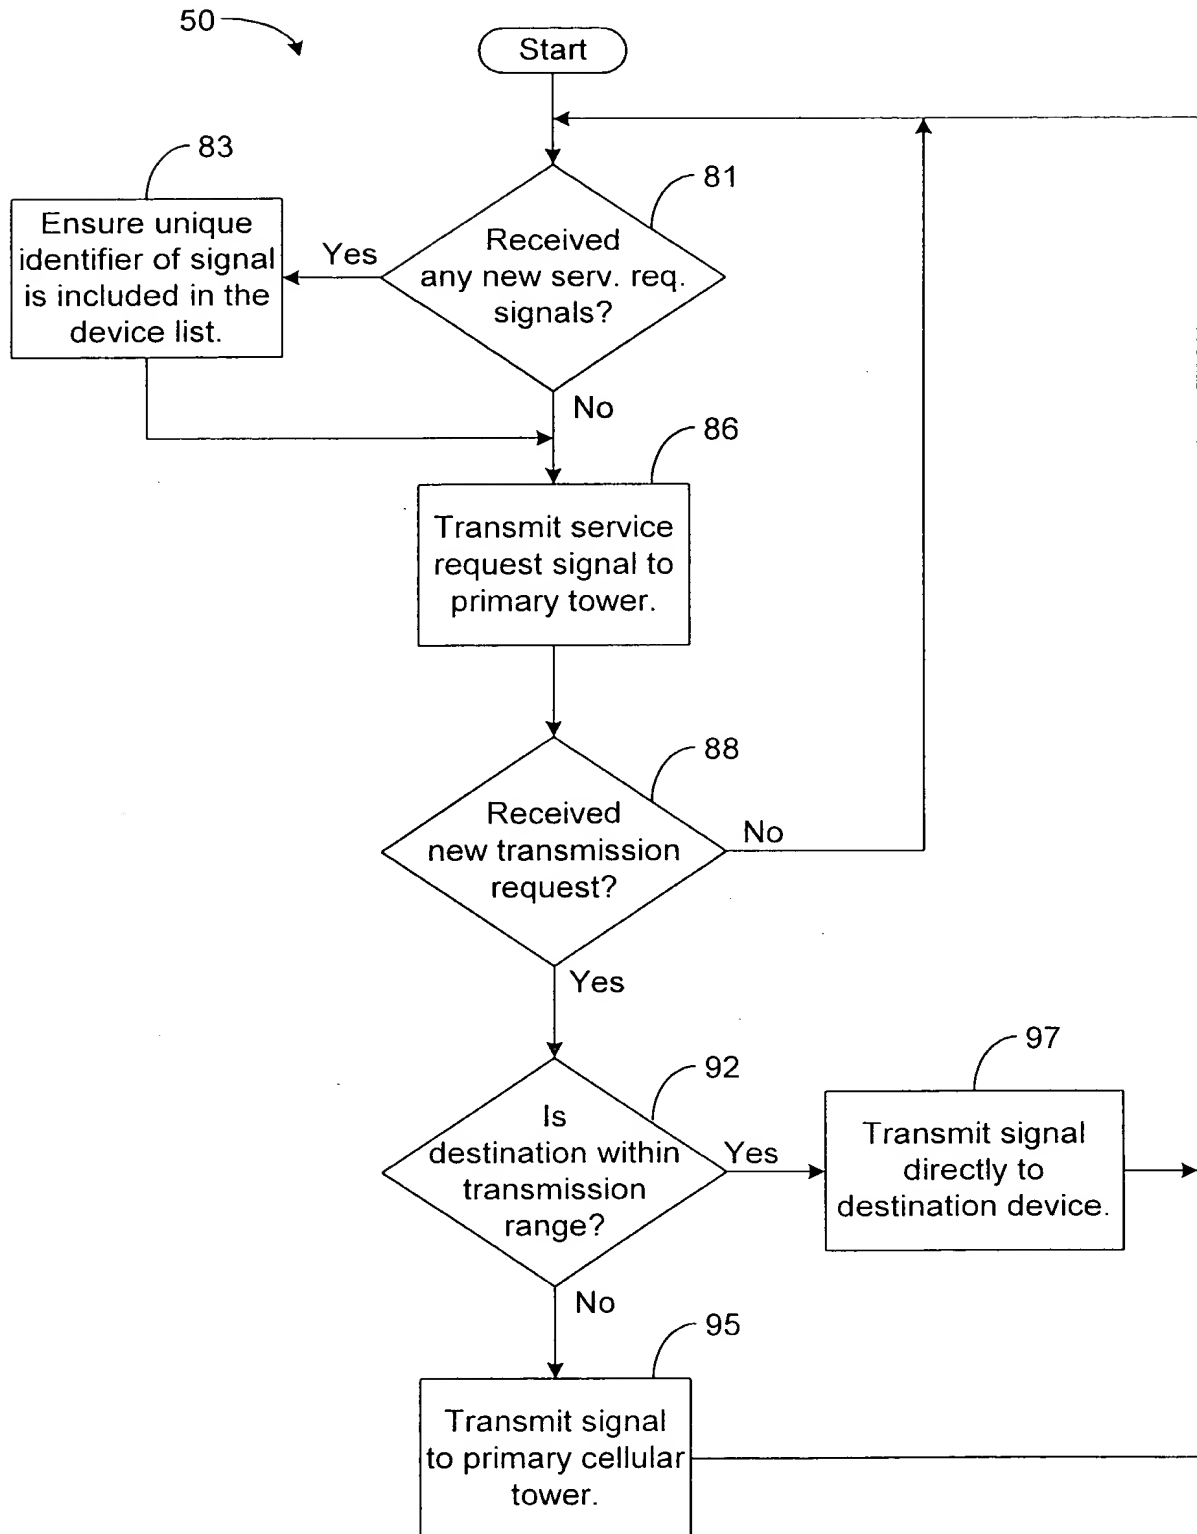 50
Start
83
81
Ensure unique
identifier of signal
is included in the
device list.
Yes
Received
any new serv. req.
signals?
No
86
Transmit service
request signal to
primary tower.
88
Received
new transmission
request?
No
Yes
92
97
Is
destination within
transmission
range?
Yes
Transmit signal
directly to
destination device.
No
95
Transmit signal
to primary cellular
tower.